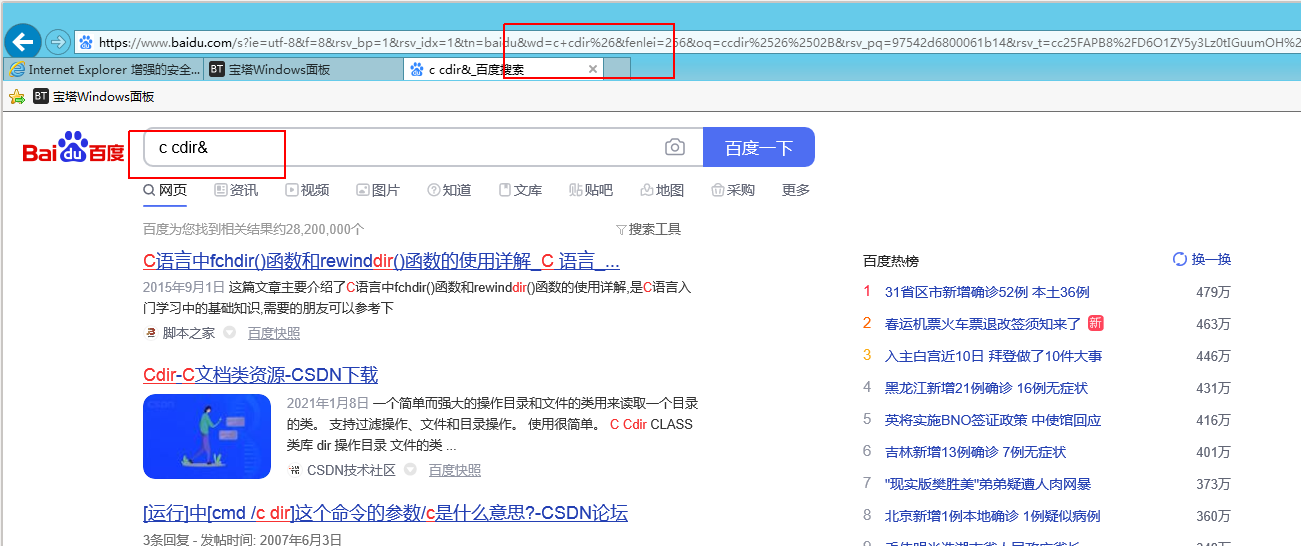 https://www.baidu.com/s?ie=utf-8&f=8&rsv_bp=1&rsv_idx=1&tn=baidu&wd=c+cdir%26&fenlei=256&oq=ccdir%2526%2502B&rsv_pq=97542d6800061b14&rsv_t=cc25FAPB8%2FD6O1ZY5y3Lz0tIGuumOH%2
Internet Explorer 增强的安全... BT 宝塔Windows面板 c cdir&_百度搜索
BT 宝塔Windows面板
Baidu百度 c cdir& 百度一下
网页 资讯 视频 图片 知道 文库 贴吧 地图 采购 更多
百度为您找到相关结果约28,200,000个 搜索工具
C语言中fchdir()函数和rewinddir()函数的使用详解_C 语言_...
2015年9月1日 这篇文章主要介绍了C语言中fchdir()函数和rewinddir()函数的使用详解,是C语言入
门学习中的基础知识,需要的朋友可以参考下
脚本之家 百度快照
Cdir-C文档类资源-CSDN下载
2021年1月8日 一个简单而强大的操作目录和文件的类用来读取一个目录
的类。 支持过滤操作、文件和目录操作。 使用很简单。 C Cdir CLASS
类库 dir 操作目录 文件的类 ...
CSDN技术社区 百度快照
[运行]中[cmd /c dir]这个命令的参数/c是什么意思?-CSDN论坛
3条回复 - 发帖时间: 2007年6月3日
百度热榜 换一换
1 31省区市新增确诊52例 本土36例 479万
2 春运机票火车票退改签须知来了 新 463万
3 入主白宫近10日 拜登做了10件大事 446万
4 黑龙江新增21例确诊 16例无症状 431万
5 英将实施BNO签证政策 中使馆回应 416万
6 吉林新增13例确诊 7例无症状 401万
7 "现实版樊胜美"弟弟疑遭人肉网暴 373万
8 北京新增1例本地确诊 1例疑似病例 360万